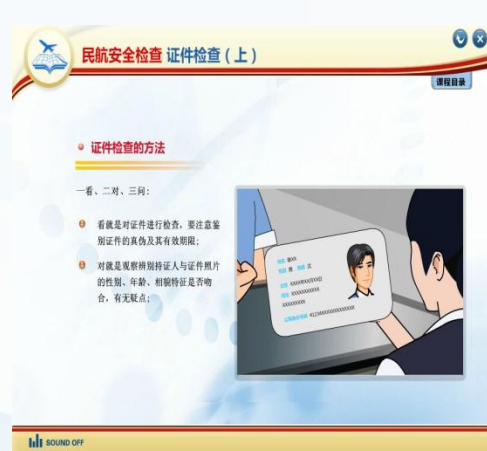 民航安全检查 证件检查（上）
课程目录
证件检查的方法
一看、二对、三问:
看就是对证件进行检查，要注意鉴
别证件的真伪及其有效期限;
对就是观察辨别持证人与证件照片
的性别、年龄、相貌特征是否吻
合，有无疑点;
SOUND OFF